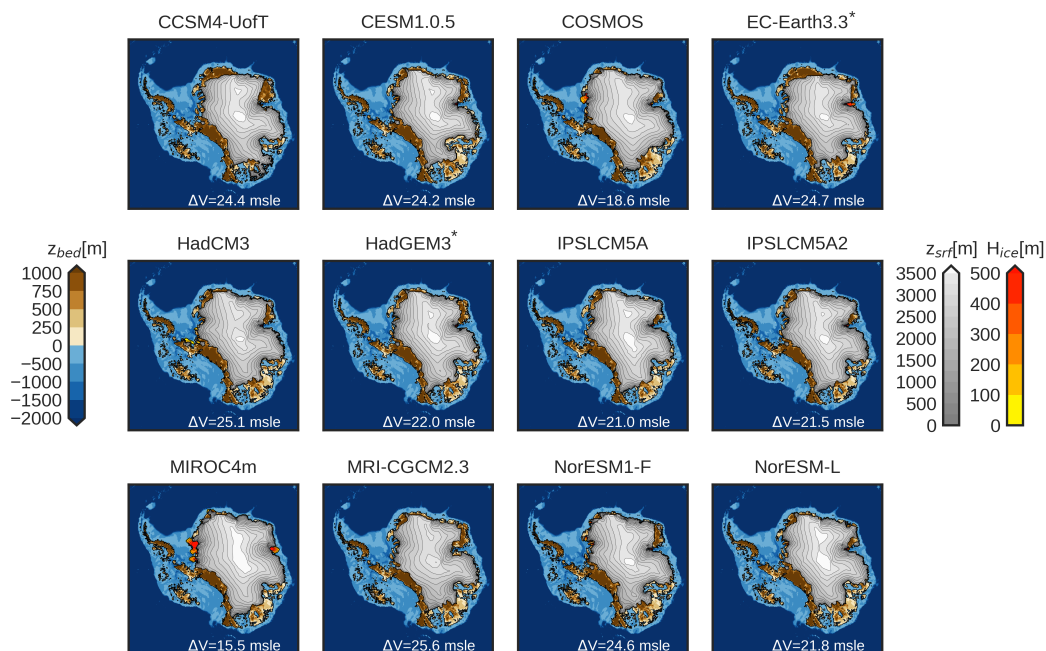 CCSM4-UofT
CESM1.0.5
COSMOS
EC-Earth3.3*
ΔV=24.4 msle
ΔV=24.2 msle
ΔV=18.6 msle
ΔV=24.7 msle
HadCM3
HadGEM3*
IPSLCM5A
IPSLCM5A2
z_bed[m]
1000
750
500
250
0
−500
−1000
−1500
−2000
ΔV=25.1 msle
ΔV=22.0 msle
ΔV=21.0 msle
ΔV=21.5 msle
z_srf[m]
3500
3000
2500
2000
1500
1000
500
0
H_ice[m]
500
400
300
200
100
0
MIROC4m
MRI-CGCM2.3
NorESM1-F
NorESM-L
ΔV=15.5 msle
ΔV=25.6 msle
ΔV=24.6 msle
ΔV=21.8 msle